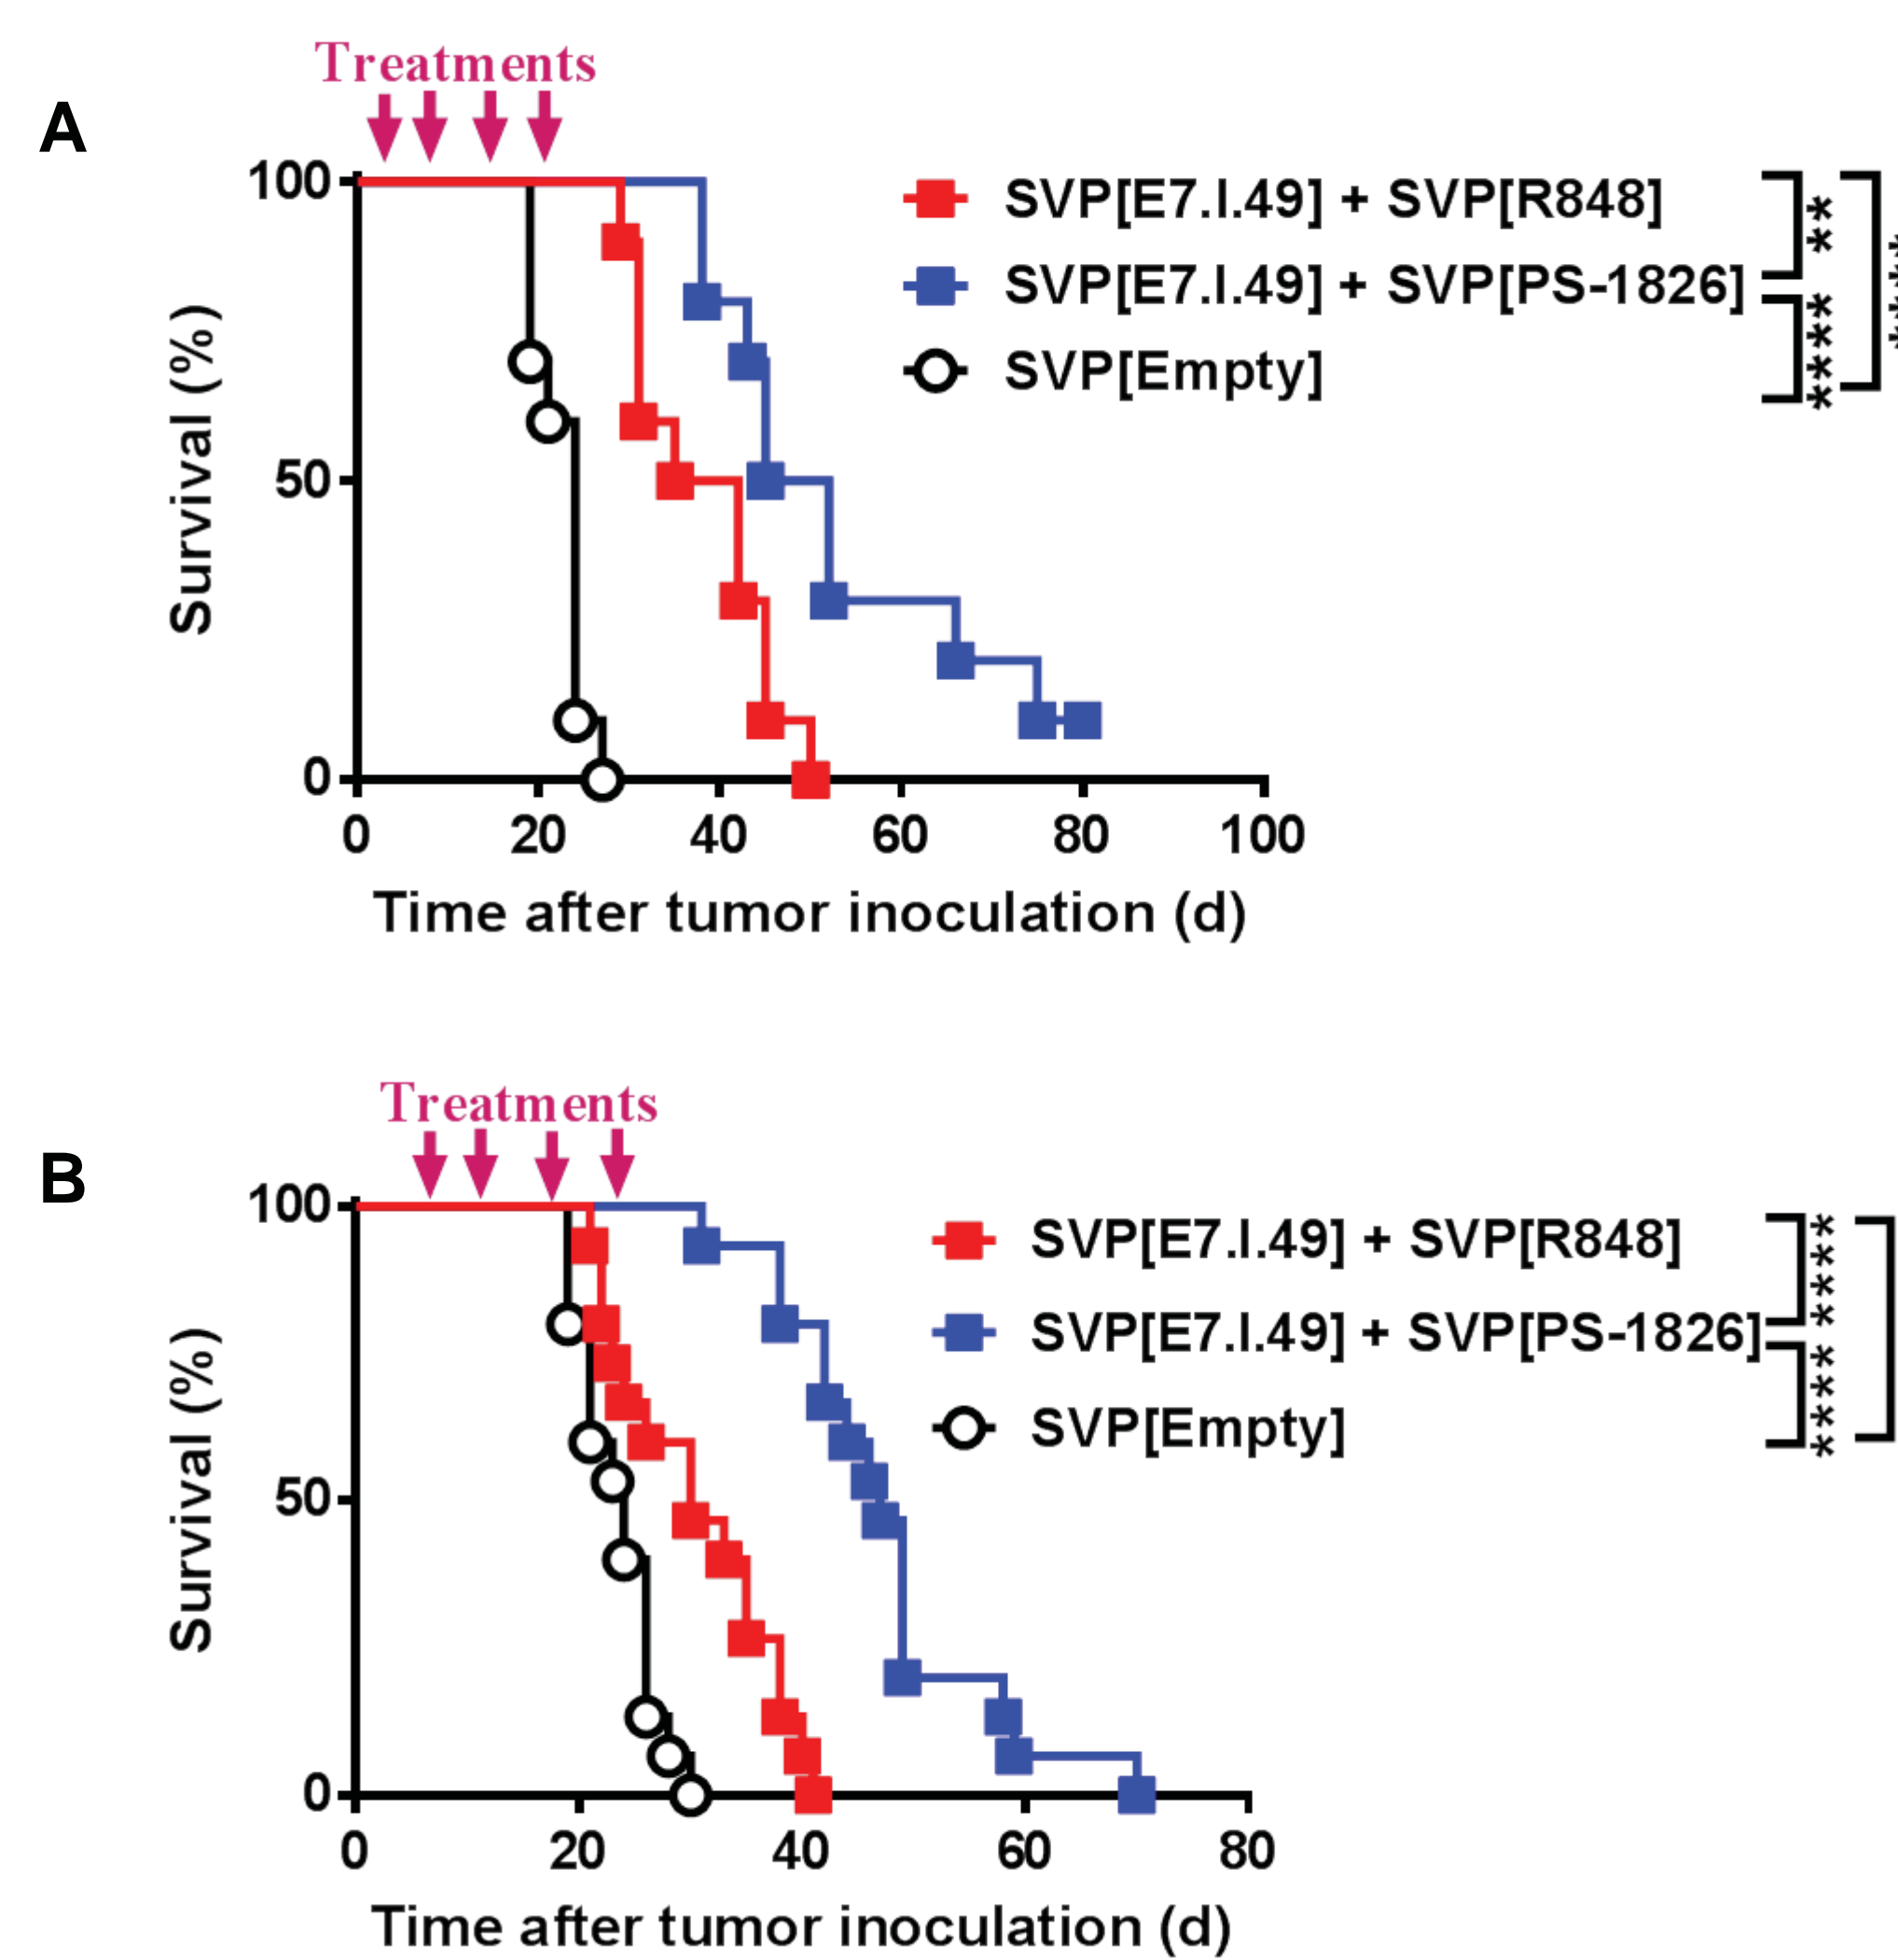 Treatments
A
100
50
0
0 20 40 60 80 100
Survival (%)
Time after tumor inoculation (d)
SVP[E7.I.49] + SVP[R848]
SVP[E7.I.49] + SVP[PS-1826]
SVP[Empty]
**
****
Treatments
B
100
50
0
0 20 40 60 80
Survival (%)
Time after tumor inoculation (d)
SVP[E7.I.49] + SVP[R848]
SVP[E7.I.49] + SVP[PS-1826]
SVP[Empty]
****
****